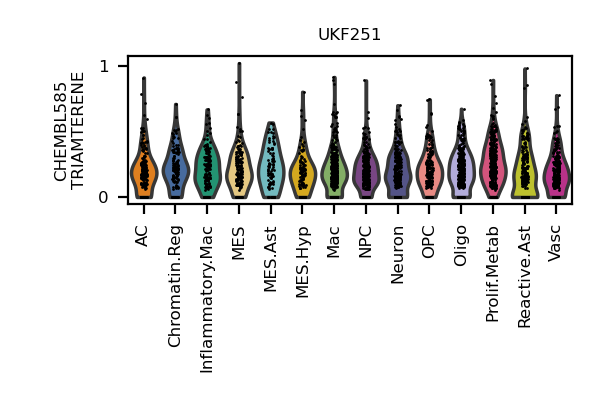 UKF251
CHEMBL585
TRIAMTERENE
1
0
AC
Chromatin.Reg
Inflammatory.Mac
MES
MES.Ast
MES.Hyp
Mac
NPC
Neuron
OPC
Oligo
Prolif.Metab
Reactive.Ast
Vasc